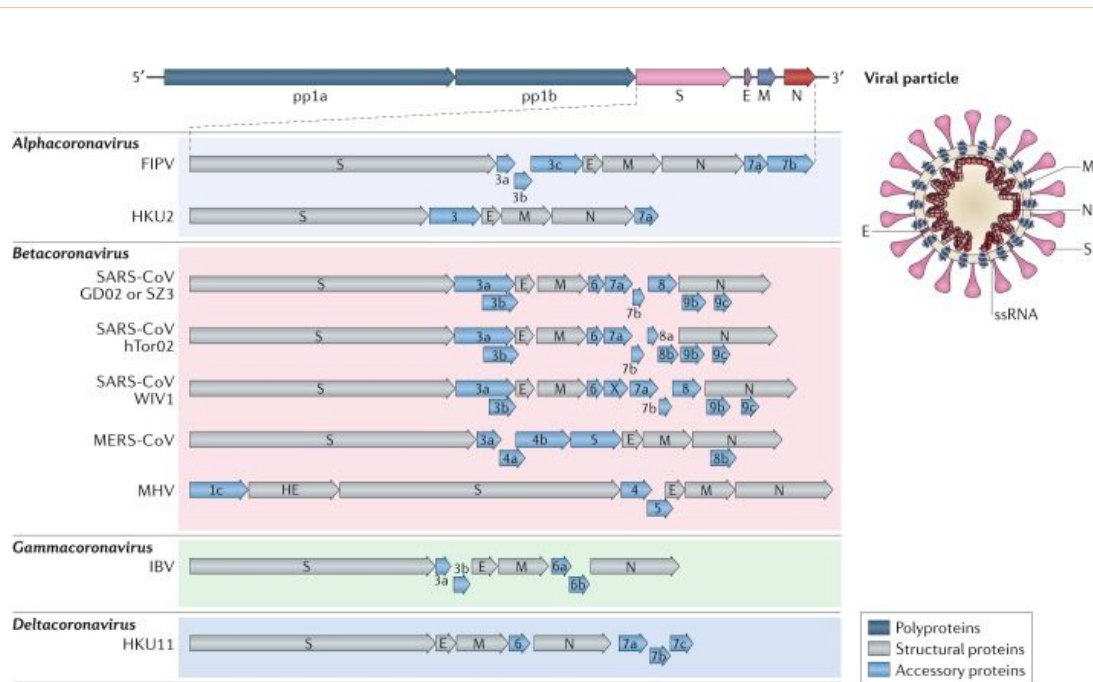 5′ 3′ Viral particle
pp1a pp1b S E M N
Alphacoronavirus
FIPV S 3a 3b 3c E M N 7a 7b
HKU2 S 3 E M N 7a
Betacoronavirus
SARS-CoV
GD02 or SZ3 S 3a 3b E M 6 7a 7b 8 N 9b 9c
SARS-CoV
hTor02 S 3a 3b E M 6 7a 7b 8a 8b N 9b 9c
SARS-CoV
WIV1 S 3a 3b E M 6 X 7a 7b 8 N 9b 9c
MERS-CoV S 3a 4a 4b 5 E M N 8b
MHV 1c HE S 4 5 E M N
Gammacoronavirus
IBV S 3a 3b E M 6a 6b N
Deltacoronavirus
HKU11 S E M 6 N 7a 7b 7c
M
N
E
S
ssRNA
Polyproteins
Structural proteins
Accessory proteins